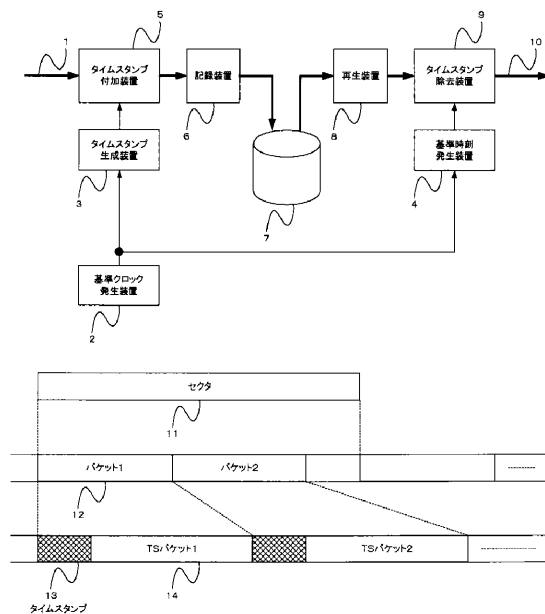 1
5
9
10
タイムスタンプ
付加装置
記録装置
再生装置
タイムスタンプ
除去装置
6
8
タイムスタンプ
生成装置
基準時刻
発生装置
3
7
4
基準クロック
発生装置
2
セクタ
11
パケット1
パケット2
12
TSパケット1
TSパケット2
13
14
タイムスタンプ